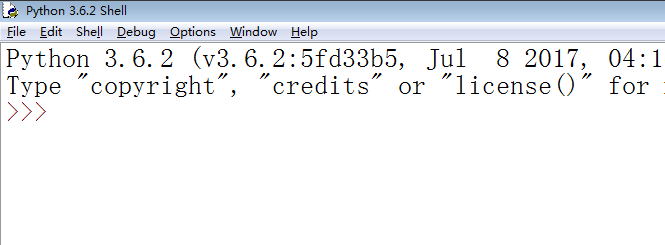 Python 3.6.2 Shell
File Edit Shell Debug Options Window Help
Python 3.6.2 (v3.6.2:5fd33b5, Jul  8 2017, 04:1
Type "copyright", "credits" or "license()" for
>>>